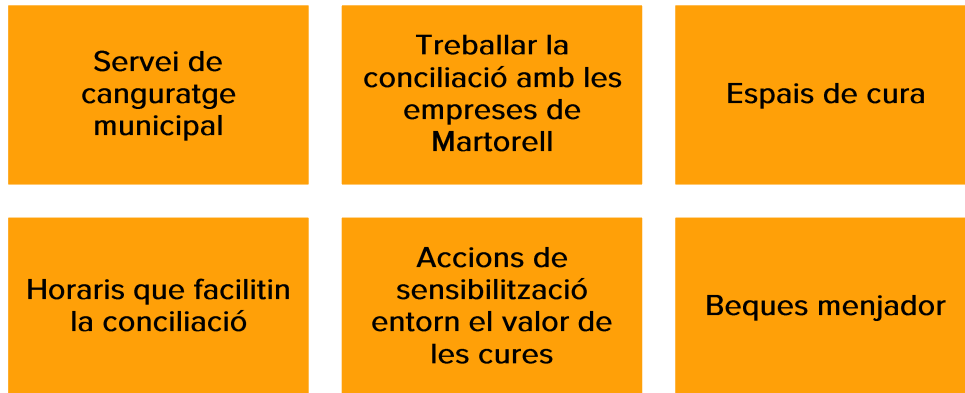 Servei de
canguratge
municipal
Treballar la
conciliació amb les
empreses de
Martorell
Espais de cura
Horaris que facilitin
la conciliació
Accions de
sensibilització
entorn el valor de
les cures
Beques menjador